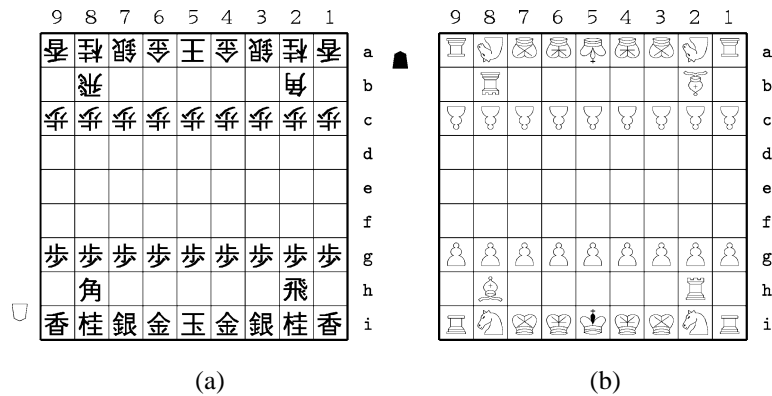 9 8 7 6 5 4 3 2 1
香 桂 銀 金 王 金 銀 桂 香 a
飛 角 b
歩 歩 歩 歩 歩 歩 歩 歩 歩 c
d
e
f
歩 歩 歩 歩 歩 歩 歩 歩 歩 g
角 飛 h
香 桂 銀 金 玉 金 銀 桂 香 i
(a)
9 8 7 6 5 4 3 2 1
a
b
c
d
e
f
g
h
i
(b)